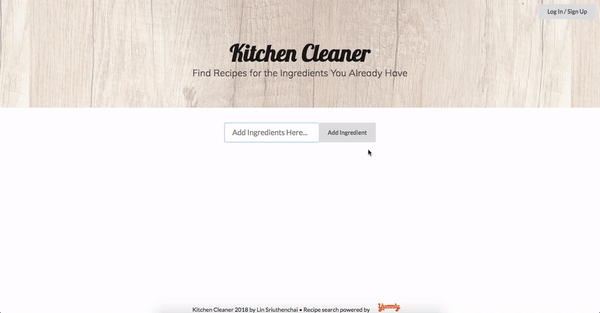 Log In / Sign Up
Kitchen Cleaner
Find Recipes for the Ingredients You Already Have
Add Ingredients Here...
Add Ingredient
Kitchen Cleaner 2018 by Lin Sriuthenchai • Recipe search powered by Yummly